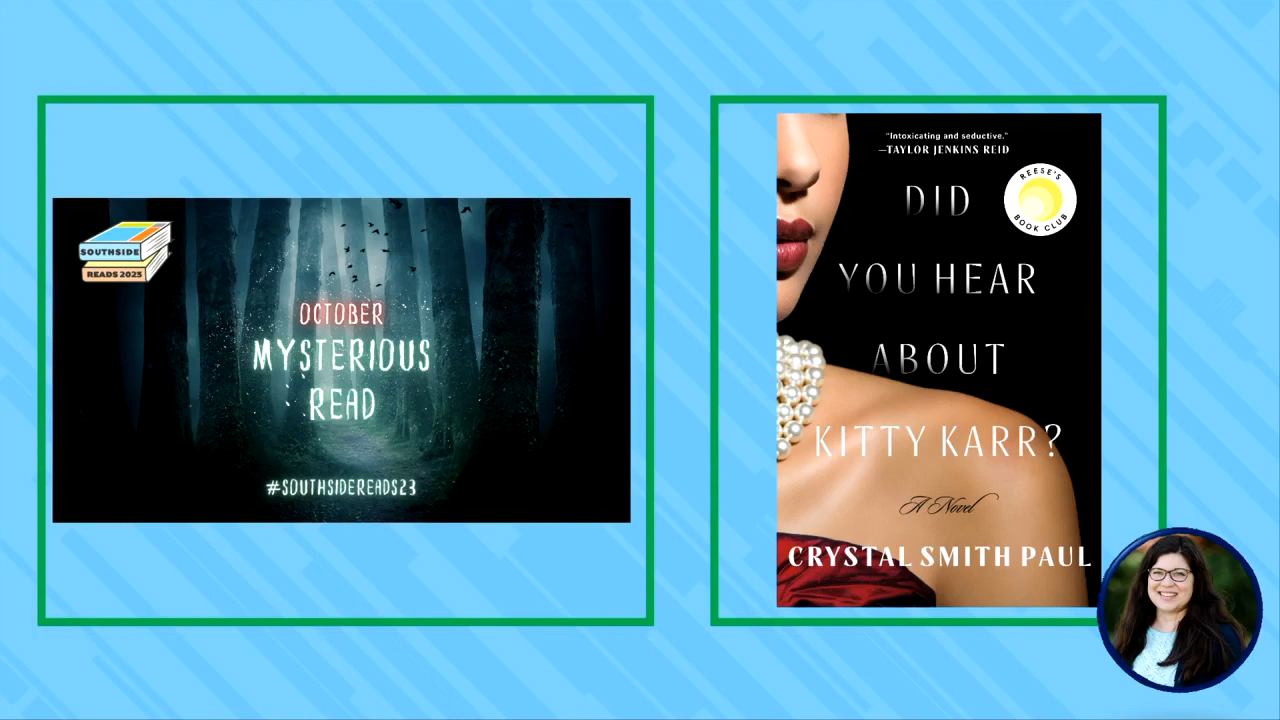 SOUTHSIDE
READS 2023
OCTOBER
MYSTERIOUS
READ
#SOUTHSIDEREADS23
"Intoxicating and seductive."
—TAYLOR JENKINS REID
REESE'S
BOOK CLUB
DID
YOU HEAR
ABOUT
KITTY KARR?
A Novel
CRYSTAL SMITH PAUL